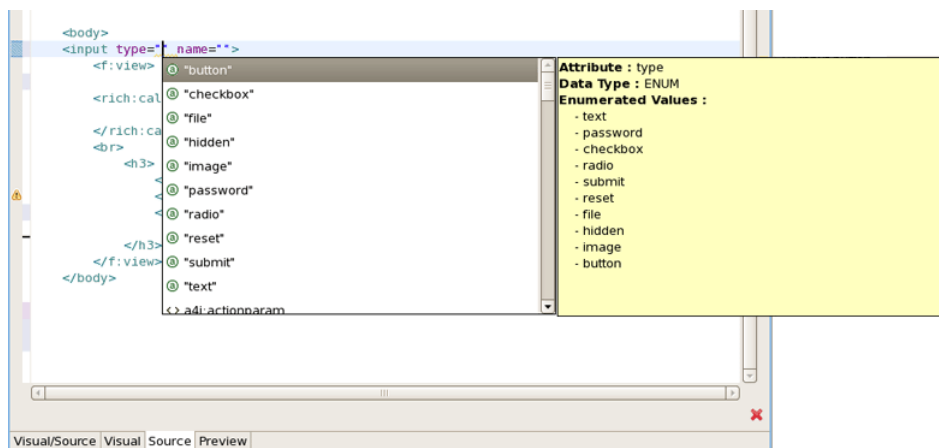 <body>
<input type="" name="">
<f:view>
<rich:cal
</rich:ca
<br>
<h3>
<
<
<
</h3>
</f:view>
</body>
@ "button"
@ "checkbox"
@ "file"
@ "hidden"
@ "image"
@ "password"
@ "radio"
@ "reset"
@ "submit"
@ "text"
<> a4j:actionparam
Attribute : type
Data Type : ENUM
Enumerated Values :
- text
- password
- checkbox
- radio
- submit
- reset
- file
- hidden
- image
- button
Visual/Source Visual Source Preview